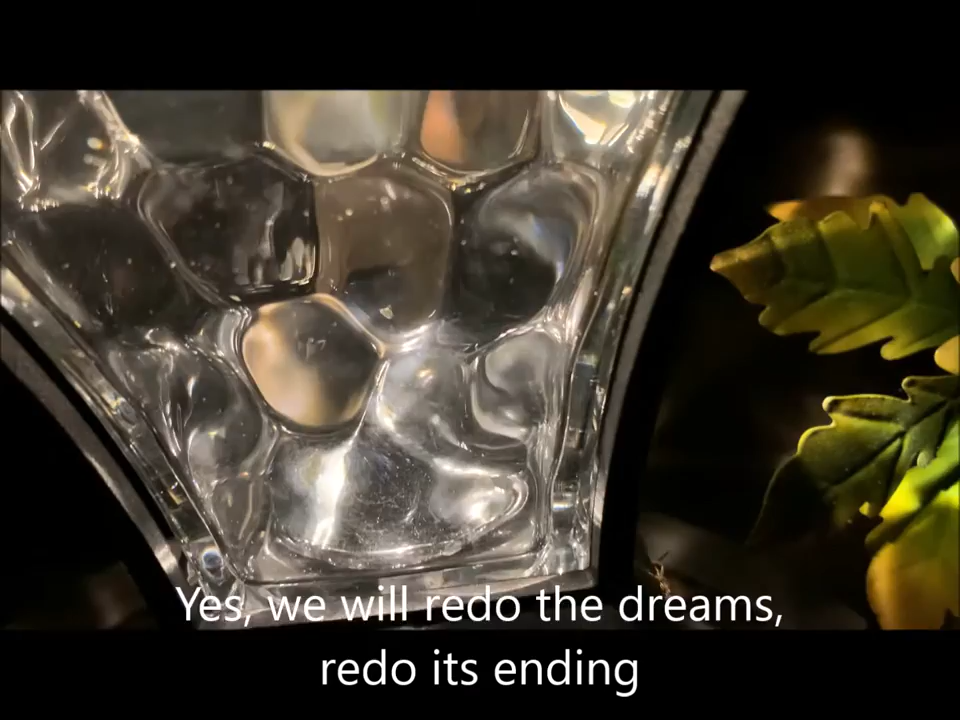 Yes, we will redo the dreams,
redo its ending